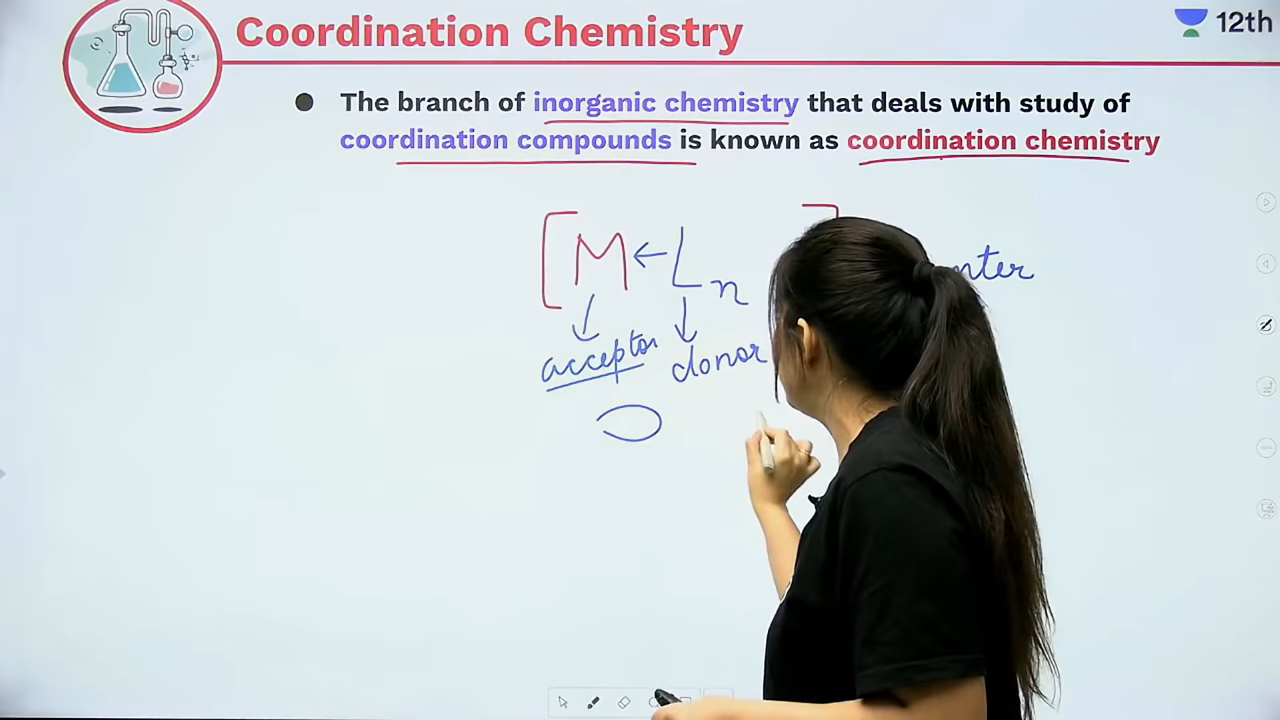 Coordination Chemistry
12th
The branch of inorganic chemistry that deals with study of
coordination compounds is known as coordination chemistry
[M ← L n ]
acceptor donor